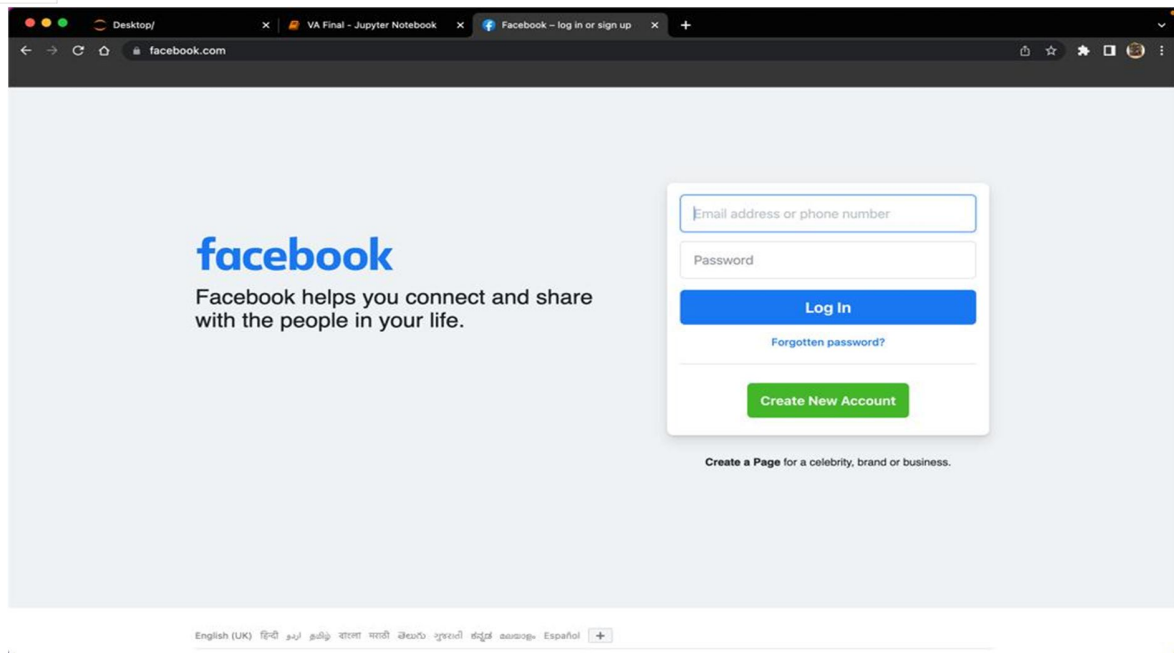 Desktop/
VA Final - Jupyter Notebook
Facebook – log in or sign up
facebook.com
facebook
Facebook helps you connect and share
with the people in your life.
Email address or phone number
Password
Log In
Forgotten password?
Create New Account
Create a Page for a celebrity, brand or business.
English (UK) हिन्दी اردو தமிழ் বাংলা मराठी తెలుగు ગુજરાતી ಕನ್ನಡ മലയാളം Español +